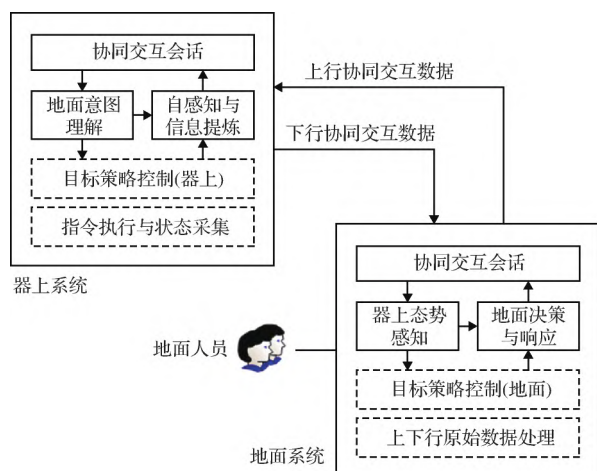 协同交互会话
地面意图
理解
自感知与
信息提炼
目标策略控制(器上)
指令执行与状态采集
器上系统
上行协同交互数据
下行协同交互数据
协同交互会话
器上态势
感知
地面决策
与响应
目标策略控制(地面)
上下行原始数据处理
地面人员
地面系统